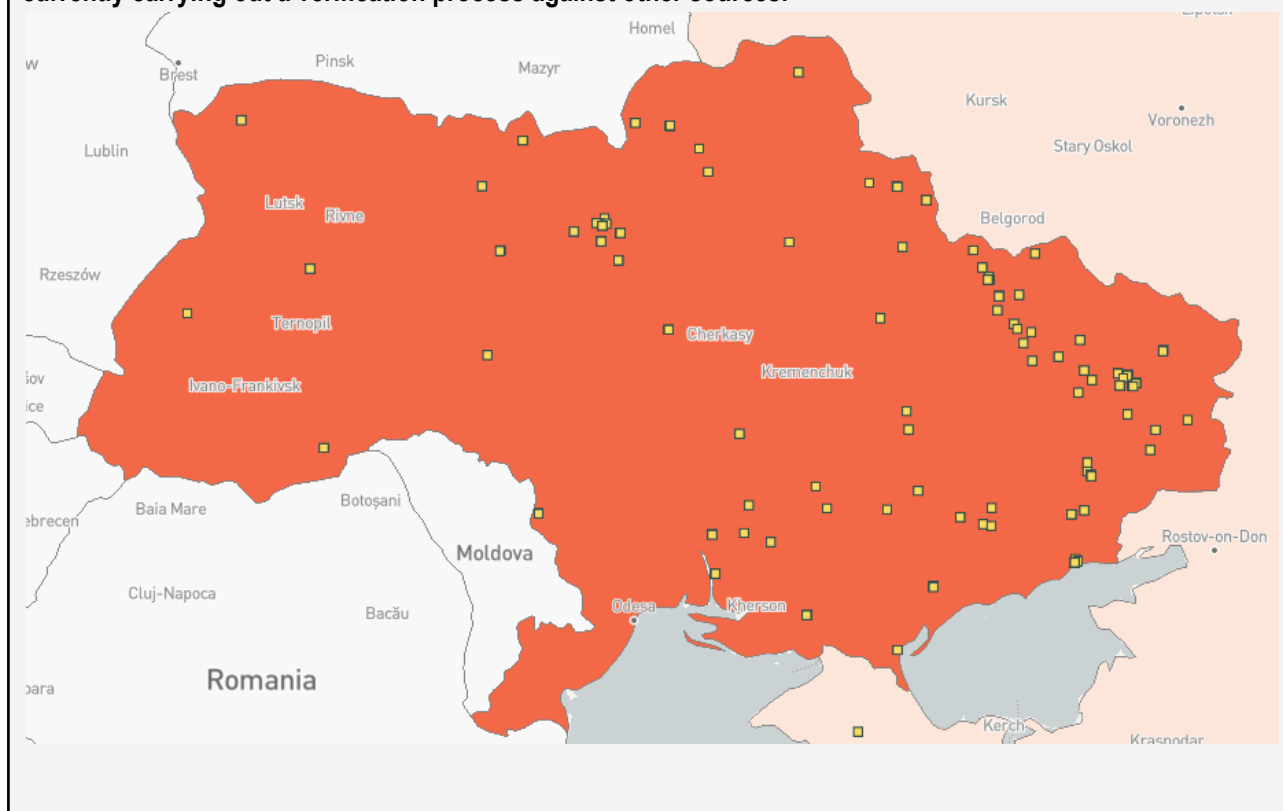 currently carrying out a verification process against other sources.
Homel
Pinsk
Brest
Mazyr
Kursk
Voronezh
Stary Oskol
Lublin
Lutsk
Rivne
Belgorod
Rzeszów
Ternopil
Cherkasy
Kremenchuk
Ivano-Frankivsk
Baia Mare
Botoșani
Moldova
Rostov-on-Don
Cluj-Napoca
Bacău
Odesa
Kherson
Romania
Kerch
Krasnodar